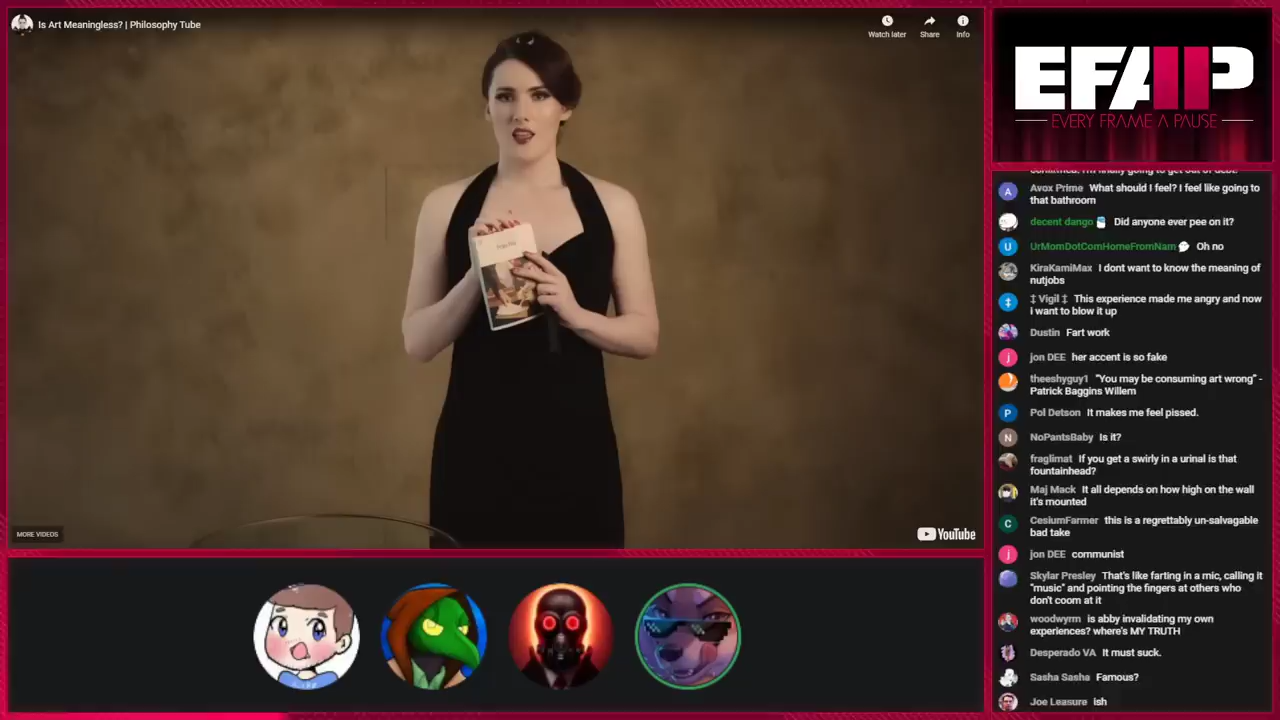 Is Art Meaningless? | Philosophy Tube
Watch later
Share
Info
MORE VIDEOS
YouTube
EFAP
EVERY FRAME A PAUSE
Avox Prime What should I feel? I feel like going to
that bathroom
decent dango Did anyone ever pee on it?
UrMomDotComHomeFromNam Oh no
KiraKamiMax I dont want to know the meaning of
nutjobs
‡ Vigil ‡ This experience made me angry and now
I want to blow it up
Dustin Fart work
jon DEE her accent is so fake
theeshyguy1 "You may be consuming art wrong" -
Patrick Baggins Willem
Pol Detson It makes me feel pissed.
NoPantsBaby Is it?
fraglimat If you get a swirly in a urinal is that
fountainhead?
Maj Mack It all depends on how high on the wall
it's mounted
CesiumFarmer this is a regrettably un-salvagable
bad take
jon DEE communist
Skylar Presley That's like farting in a mic, calling it
"music" and pointing the fingers at others who
don't coom at it
woodwyrm is abby invalidating my own
experiences? where's MY TRUTH
Desperado VA It must suck.
Sasha Sasha Famous?
Joe Leasure ish